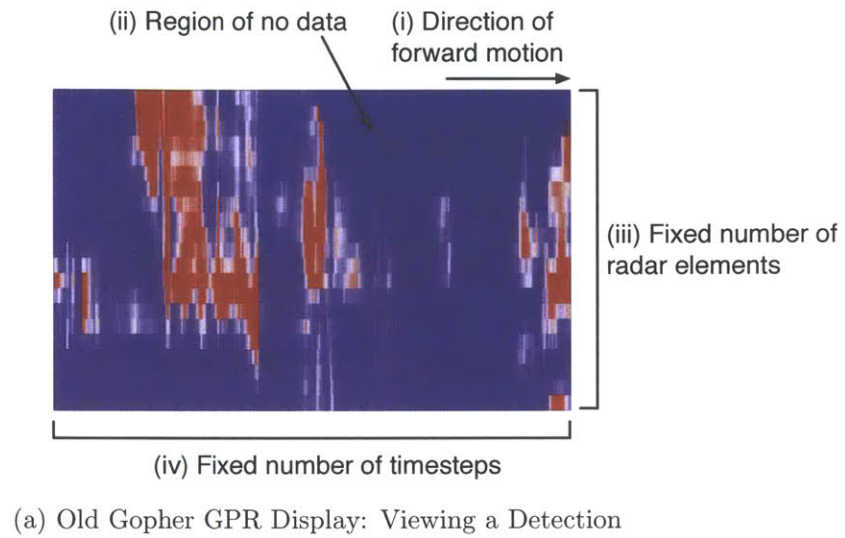 (ii) Region of no data
(i) Direction of
forward motion
(iii) Fixed number of
radar elements
(iv) Fixed number of timesteps
(a) Old Gopher GPR Display: Viewing a Detection